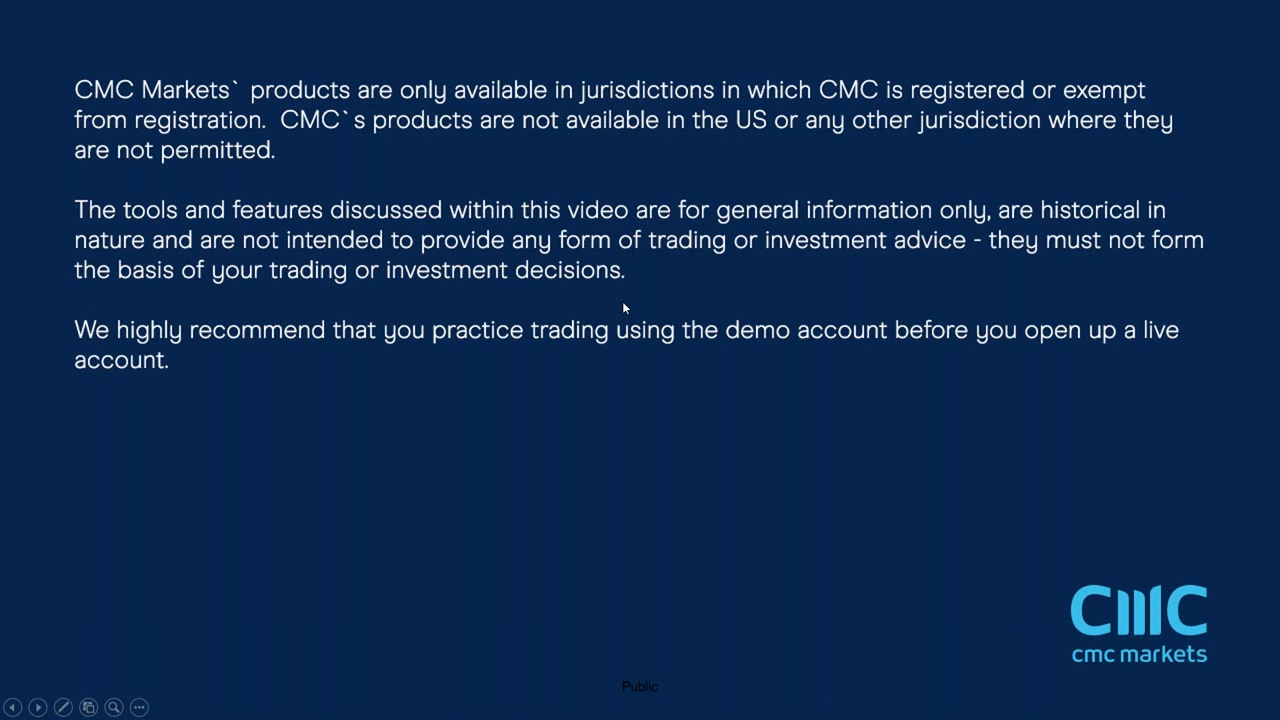 CMC Markets` products are only available in jurisdictions in which CMC is registered or exempt
from registration.  CMC`s products are not available in the US or any other jurisdiction where they
are not permitted.
The tools and features discussed within this video are for general information only, are historical in
nature and are not intended to provide any form of trading or investment advice - they must not form
the basis of your trading or investment decisions.
We highly recommend that you practice trading using the demo account before you open up a live
account.
CMC
cmc markets
Public